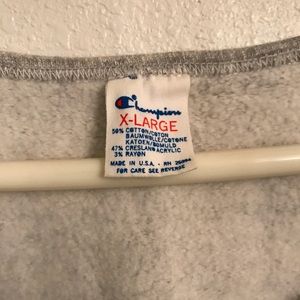 Champion
X-LARGE
50% COTTON/COTON
BAUMWOLLE/COTONE
KATOEN/BOMULD
47% CRESLAN® ACRYLIC
3% RAYON
MADE IN U.S.A. - RN
FOR CARE SEE REVERSE